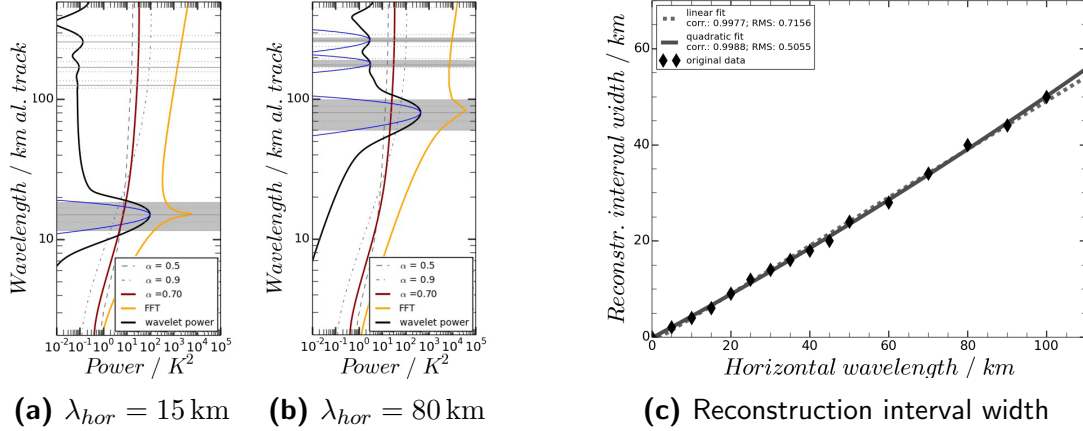 Wavelength / km al. track
100
10
10⁻² 10⁻¹ 10⁰ 10¹ 10² 10³ 10⁴ 10⁵
Power / K²
α = 0.5
α = 0.9
α =0.70
FFT
wavelet power
(a) λhor = 15 km
Wavelength / km al. track
100
10
10⁻² 10⁻¹ 10⁰ 10¹ 10² 10³ 10⁴ 10⁵
Power / K²
α = 0.5
α = 0.9
α =0.70
FFT
wavelet power
(b) λhor = 80 km
Reconstr. interval width / km
60
40
20
0
linear fit
corr.: 0.9977; RMS: 0.7156
quadratic fit
corr.: 0.9988; RMS: 0.5055
original data
0 20 40 60 80 100
Horizontal wavelength / km
(c) Reconstruction interval width